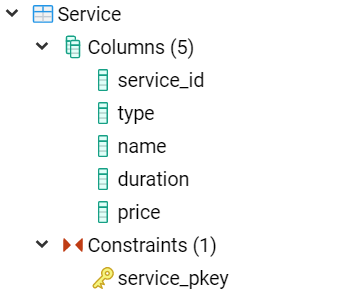 Service
Columns (5)
service_id
type
name
duration
price
Constraints (1)
service_pkey